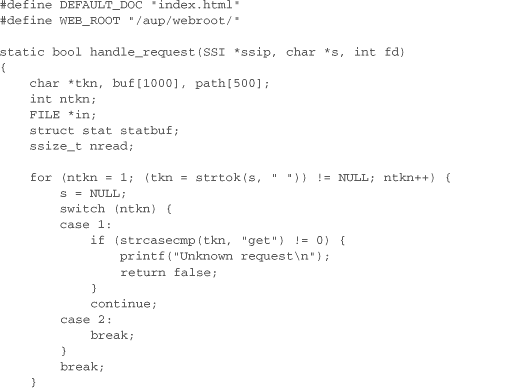 #define DEFAULT_DOC "index.html"
#define WEB_ROOT "/aup/webroot/"

static bool handle_request(SSI *ssip, char *s, int fd)
{
    char *tkn, buf[1000], path[500];
    int ntkn;
    FILE *in;
    struct stat statbuf;
    ssize_t nread;

    for (ntkn = 1; (tkn = strtok(s, " ")) != NULL; ntkn++) {
        s = NULL;
        switch (ntkn) {
        case 1:
            if (strcasecmp(tkn, "get") != 0) {
                printf("Unknown request\n");
                return false;
            }
            continue;
        case 2:
            break;
        }
        break;
    }